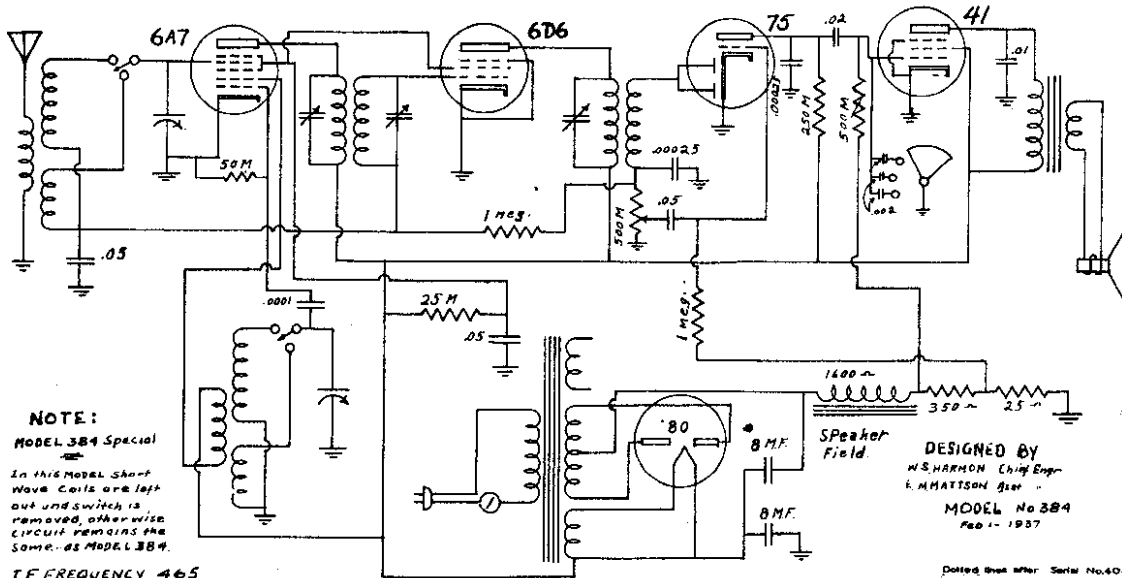 6A7
6D6
75
.02
41
.01
.00025
250 M
500 M
50 M
.00025
.05
500 M
.002
1 meg.
.05
.0001
25 M
.05
1 meg.
1600 Ω
350 Ω
25 Ω
SPeaker
Field.
'80
8 M.F.
8 M.F.
NOTE:
MODEL 384 Special
In this MODEL Short
Wave Coils are left
out and switch is
removed, otherwise
circuit remains the
Same as MODEL 384.
I F FREQUENCY 465
DESIGNED BY
W.S. HARMON Chief Engr
MATTSON Asst "
MODEL No 384
Feb 1- 1937
Dotted lines after Serial No.40